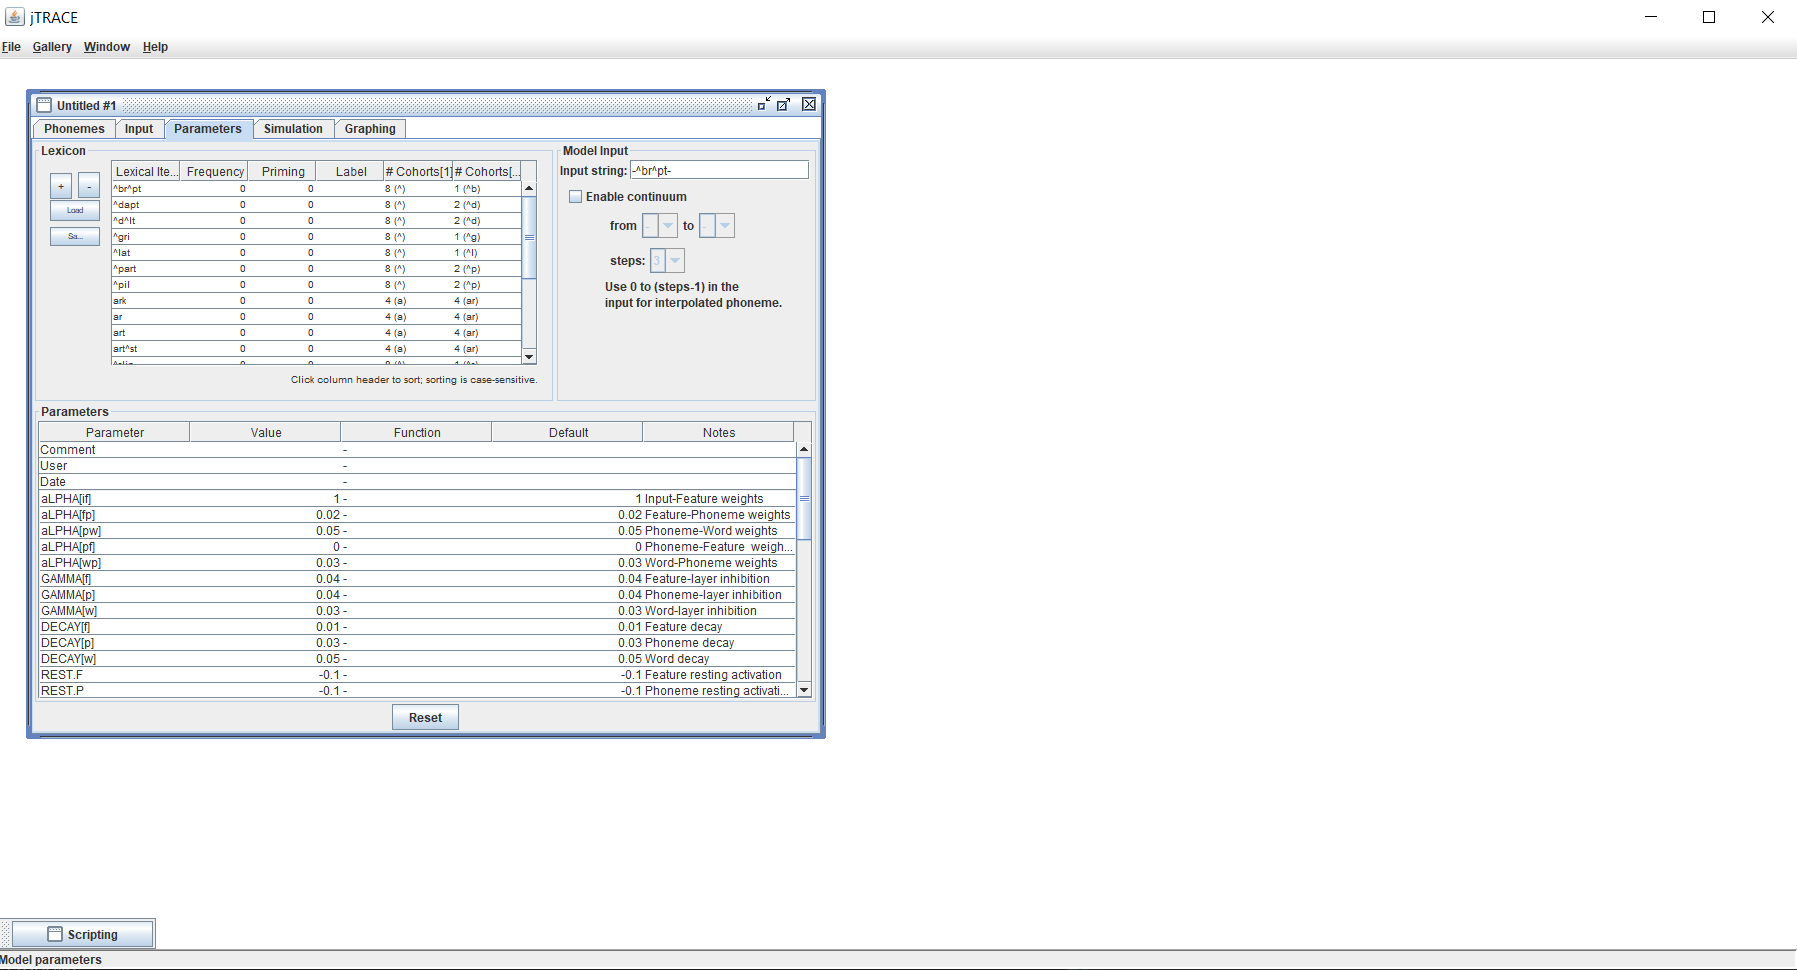 jTRACE
File Gallery Window Help
Untitled #1
Phonemes Input Parameters Simulation Graphing
Lexicon
+ -
Load
Sa...
Lexical Ite... Frequency Priming Label # Cohorts[1] # Cohorts[...
^br^pt 0 0 8 (^) 1 (^b)
^dapt 0 0 8 (^) 2 (^d)
^d^lt 0 0 8 (^) 2 (^d)
^gri 0 0 8 (^) 1 (^g)
^lat 0 0 8 (^) 1 (^l)
^part 0 0 8 (^) 2 (^p)
^pil 0 0 8 (^) 2 (^p)
ark 0 0 4 (a) 4 (ar)
ar 0 0 4 (a) 4 (ar)
art 0 0 4 (a) 4 (ar)
art^st 0 0 4 (a) 4 (ar)
Click column header to sort; sorting is case-sensitive.
Model Input
Input string: -^br^pt-
Enable continuum
from - to -
steps: 3
Use 0 to (steps-1) in the
input for interpolated phoneme.
Parameters
Parameter Value Function Default Notes
Comment -
User -
Date -
aLPHA[if] 1 - 1 Input-Feature weights
aLPHA[fp] 0.02 - 0.02 Feature-Phoneme weights
aLPHA[pw] 0.05 - 0.05 Phoneme-Word weights
aLPHA[pf] 0 - 0 Phoneme-Feature weigh...
aLPHA[wp] 0.03 - 0.03 Word-Phoneme weights
GAMMA[f] 0.04 - 0.04 Feature-layer inhibition
GAMMA[p] 0.04 - 0.04 Phoneme-layer inhibition
GAMMA[w] 0.03 - 0.03 Word-layer inhibition
DECAY[f] 0.01 - 0.01 Feature decay
DECAY[p] 0.03 - 0.03 Phoneme decay
DECAY[w] 0.05 - 0.05 Word decay
REST.F -0.1 - -0.1 Feature resting activation
REST.P -0.1 - -0.1 Phoneme resting activati...
Reset
Scripting
Model parameters